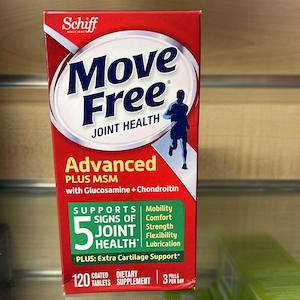 Schiff
Move
Free®
JOINT HEALTH
Advanced
PLUS MSM
with Glucosamine + Chondroitin
SUPPORTS
5 SIGNS OF
JOINT
HEALTH*
Mobility
Comfort
Strength
Flexibility
Lubrication
PLUS: Extra Cartilage Support*
120 COATED TABLETS
DIETARY SUPPLEMENT
3 PILLS PER DAY